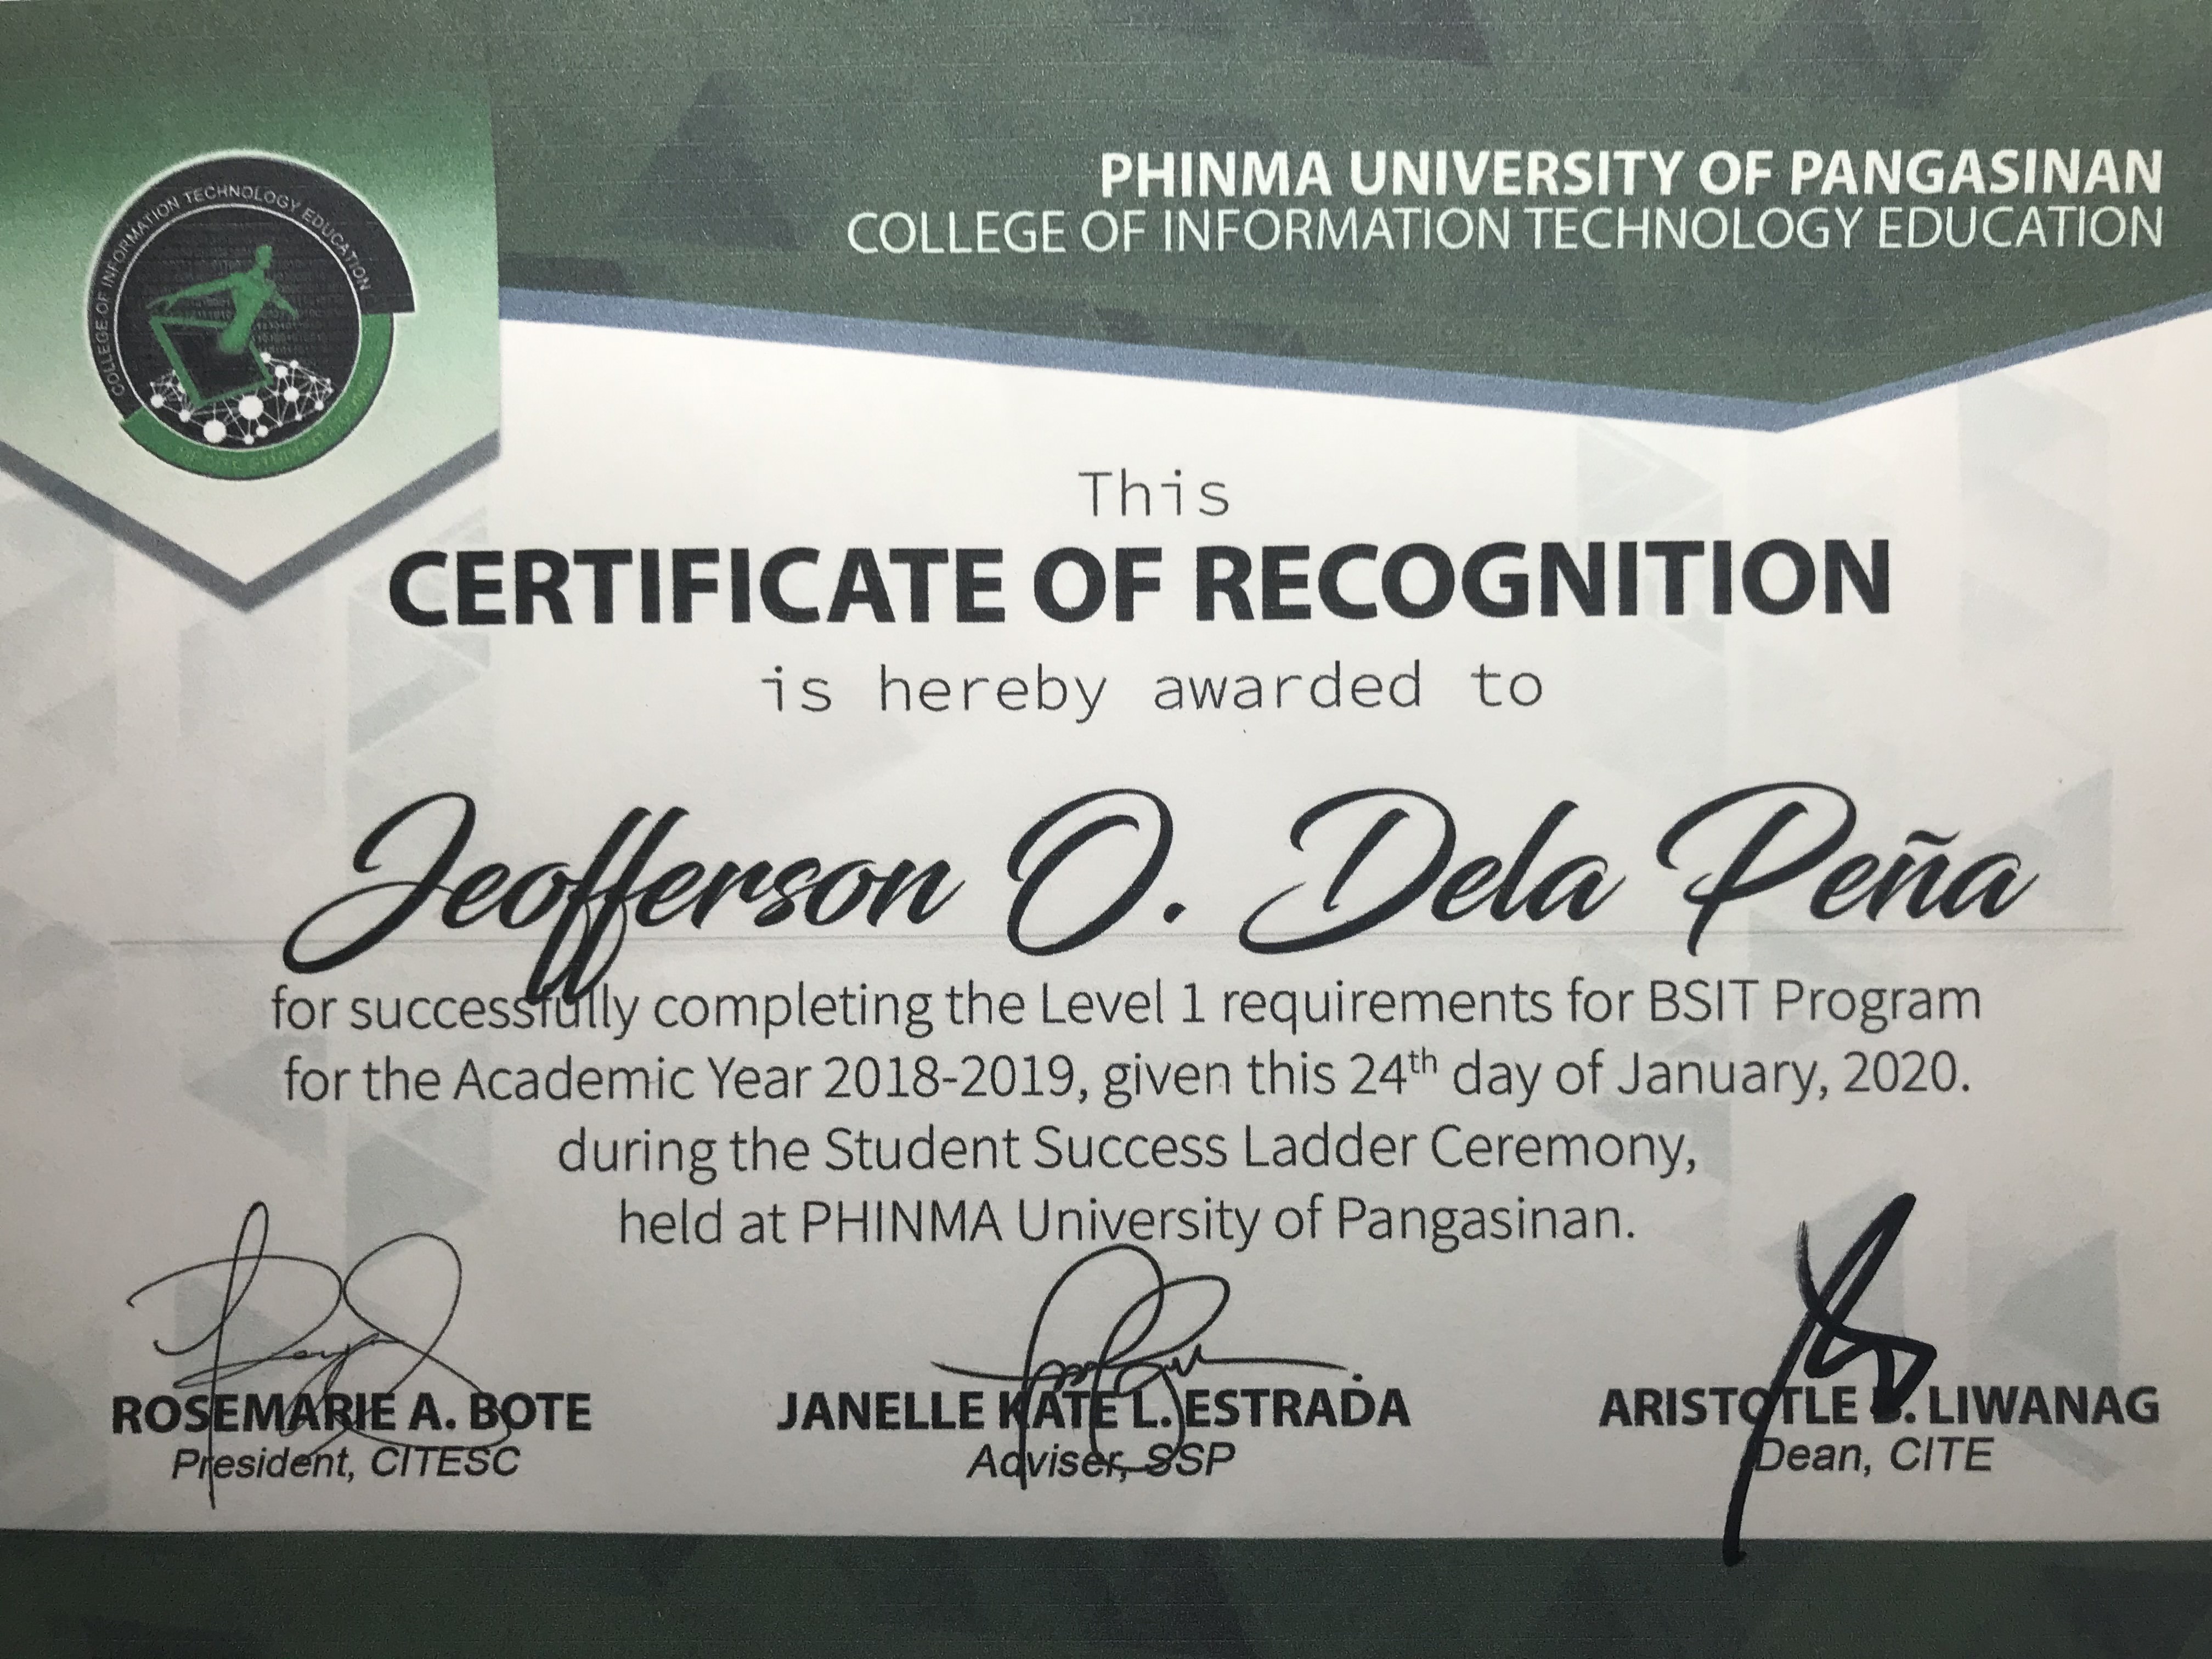 PHINMA UNIVERSITY OF PANGASINAN
COLLEGE OF INFORMATION TECHNOLOGY EDUCATION
COLLEGE OF INFORMATION TECHNOLOGY EDUCATION
This
CERTIFICATE OF RECOGNITION
is hereby awarded to
Jeofferson O. Dela Peña
for successfully completing the Level 1 requirements for BSIT Program
for the Academic Year 2018-2019, given this 24th day of January, 2020.
during the Student Success Ladder Ceremony,
held at PHINMA University of Pangasinan.
ROSEMARIE A. BOTE
President, CITESC
JANELLE KATE L. ESTRADA
Adviser, SSP
ARISTOTLE LIWANAG
Dean, CITE